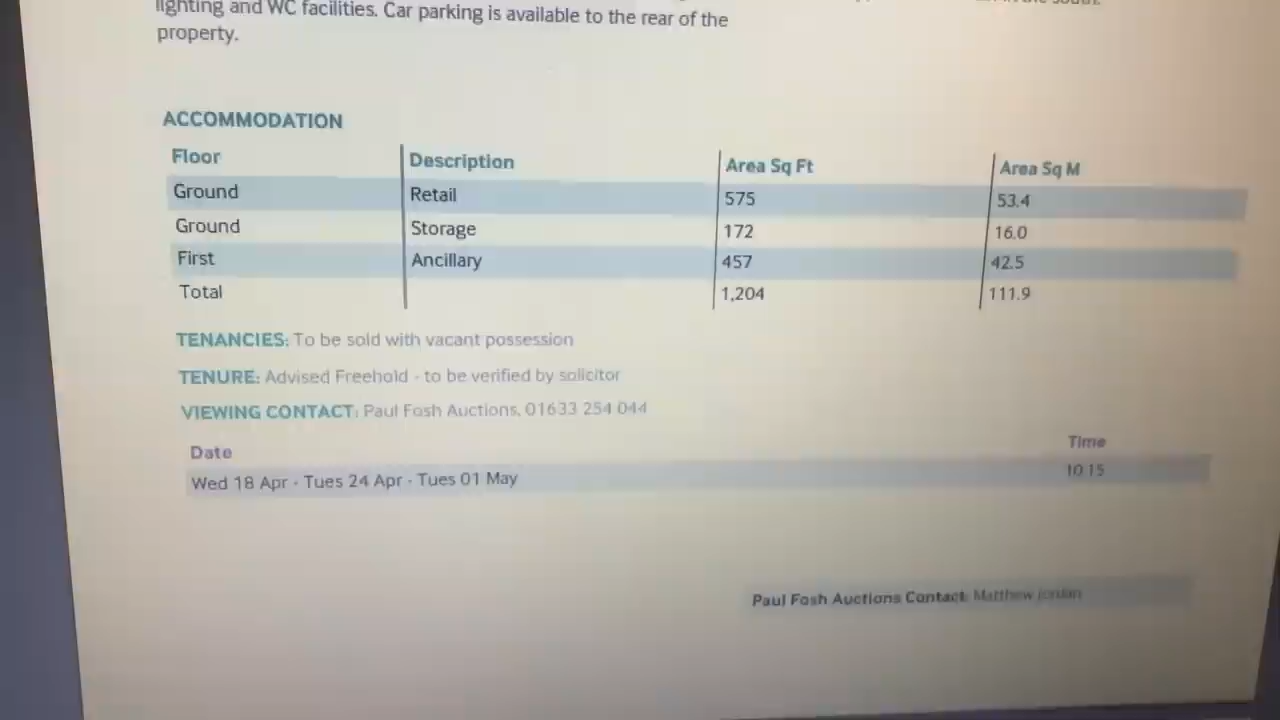 lighting and WC facilities. Car parking is available to the rear of the
property.
ACCOMMODATION
Floor Description Area Sq Ft Area Sq M
Ground Retail 575 53.4
Ground Storage 172 16.0
First Ancillary 457 42.5
Total 1,204 111.9
TENANCIES: To be sold with vacant possession
TENURE: Advised Freehold - to be verified by solicitor
VIEWING CONTACT: Paul Fosh Auctions, 01633 254 044
Date Time
Wed 18 Apr - Tues 24 Apr - Tues 01 May 10.15
Paul Fosh Auctions Contact: Matthew Jordan